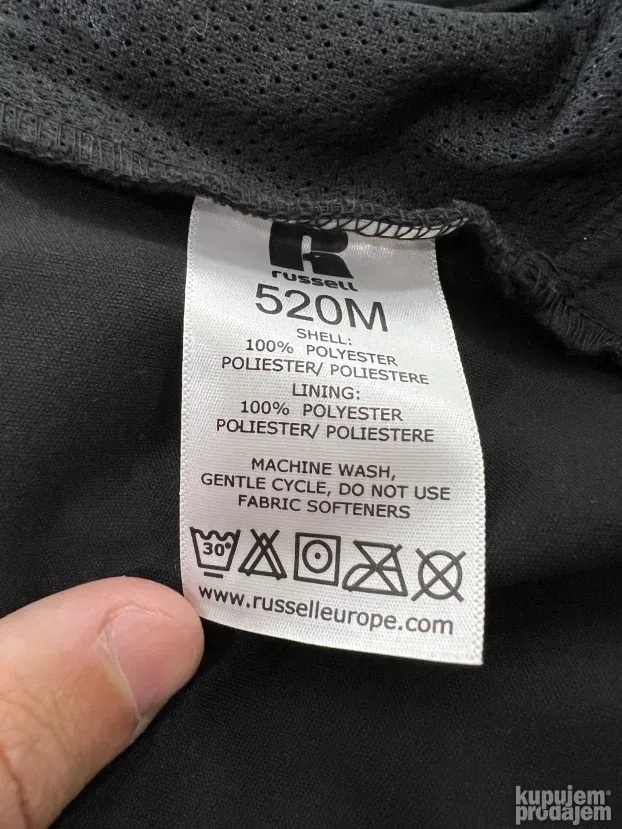 R
russell
520M
SHELL:
100% POLYESTER
POLIESTER/ POLIESTERE
LINING:
100% POLYESTER
POLIESTER/ POLIESTERE
MACHINE WASH,
GENTLE CYCLE, DO NOT USE
FABRIC SOFTENERS
30°
www.russelleurope.com
kupujem
prodajem